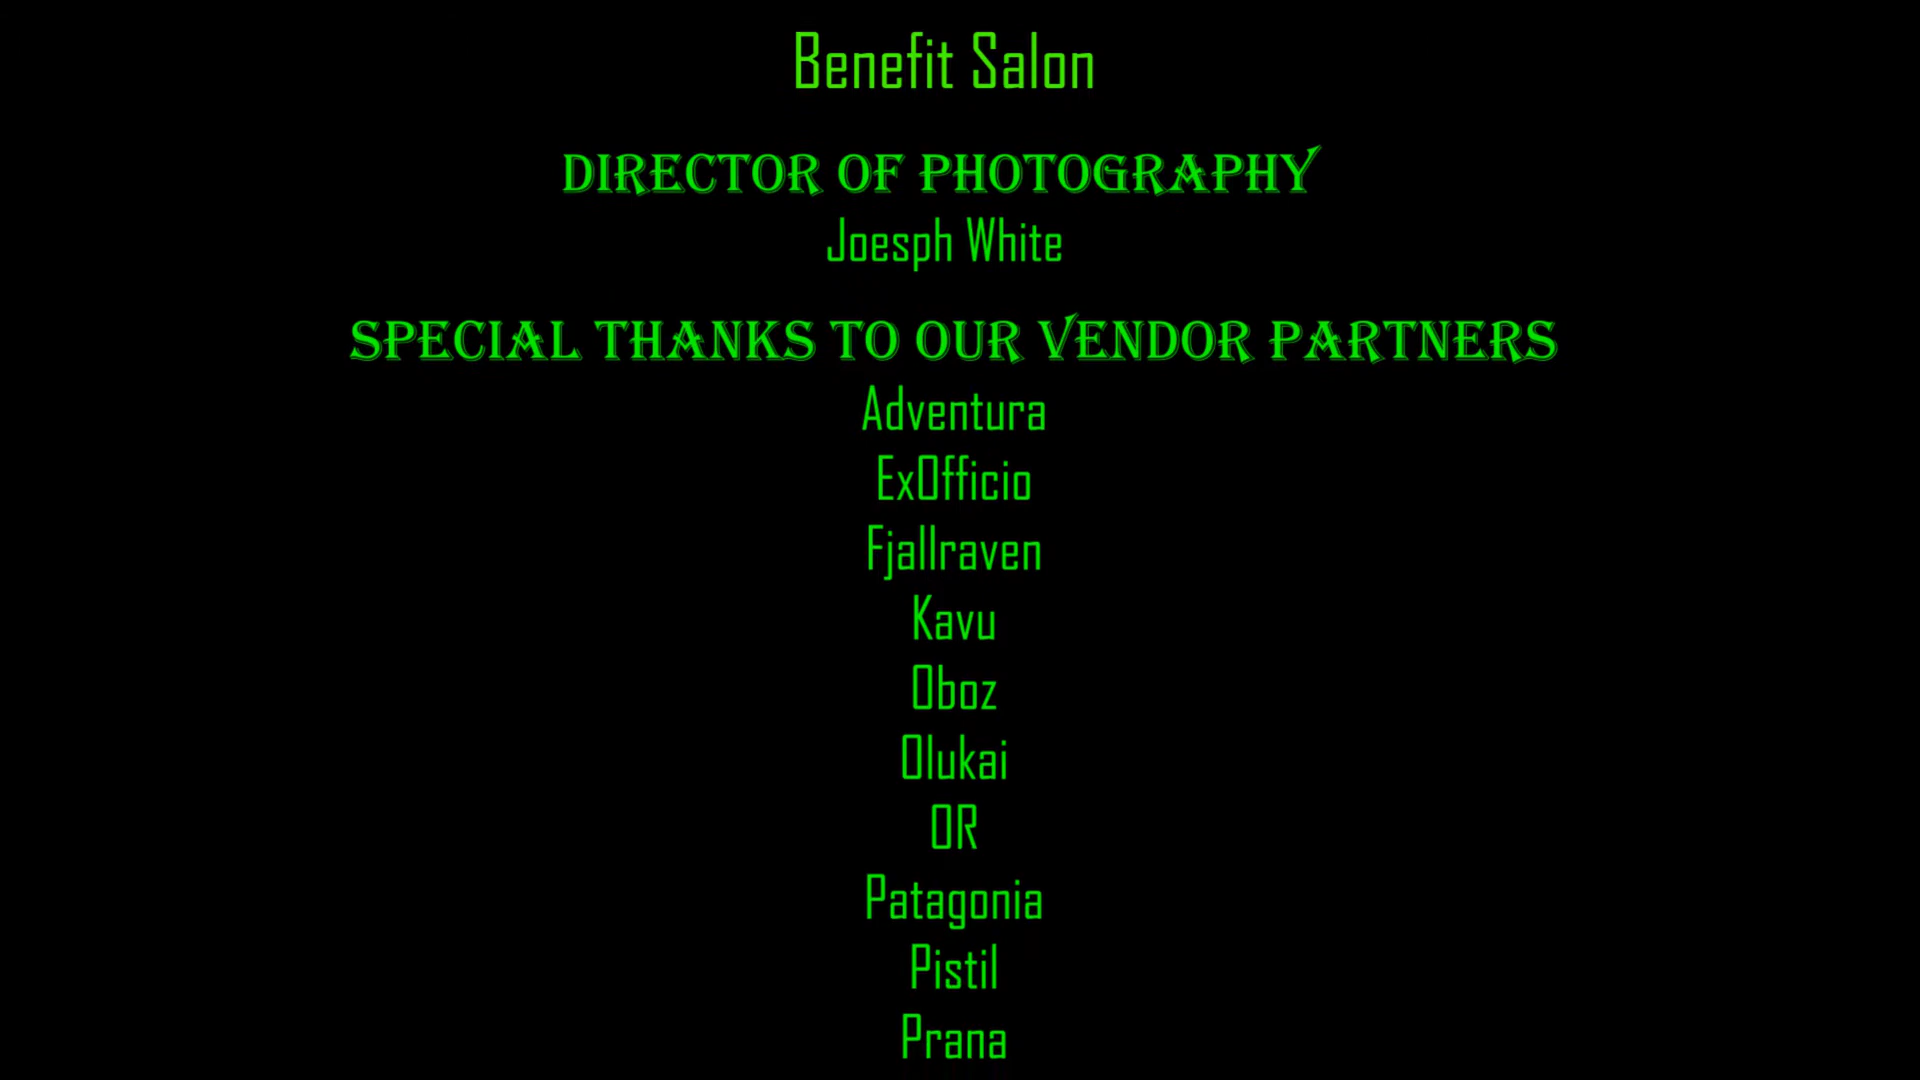 Benefit Salon
DIRECTOR OF PHOTOGRAPHY
Joesph White
SPECIAL THANKS TO OUR VENDOR PARTNERS
Adventura
ExOfficio
Fjallraven
Kavu
Oboz
Olukai
OR
Patagonia
Pistil
Prana